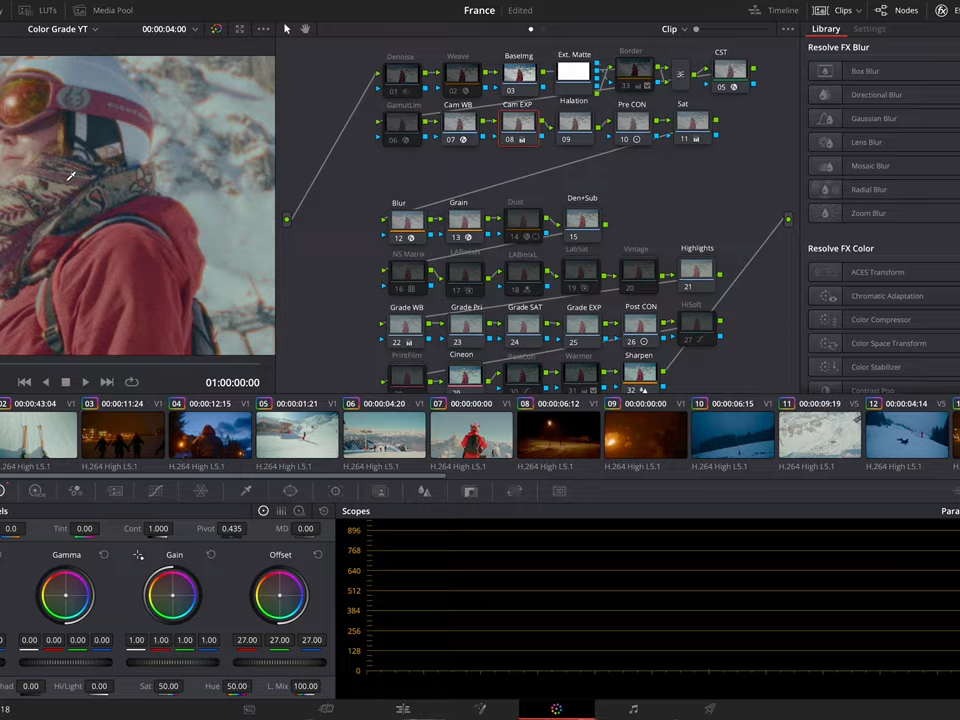 LUTs Media Pool France Edited Timeline Clips Nodes
Color Grade YT 00:00:04:00 Clip Library Settings
Resolve FX Blur
Box Blur
Directional Blur
Gaussian Blur
Lens Blur
Mosaic Blur
Radial Blur
Zoom Blur
Resolve FX Color
ACES Transform
Chromatic Adaptation
Color Compressor
Color Space Transform
Color Stabilizer
Contrast Pop
Denoise Weave BaseImg Ext. Matte Border CST
01 02 03 33 05
GamutLim Cam WB Cam EXP Halation Pre CON Sat
06 07 08 09 10 11
Blur Grain Dust Den+Sub
12 13 14 15
NS Matrix LABmixL LabSat Vintage Highlights
16 17 18 19 20 21
Grade WB Grade Pri Grade SAT Grade EXP Post CON HiSoft
22 23 24 25 26 27
PrintFilm Cineon Warmer Sharpen
29 30 31 32
01:00:00:00
02 00:00:43:04 V1 03 00:00:11:24 V1 04 00:00:12:15 V1 05 00:00:01:21 V1 06 00:00:04:20 V1 07 00:00:00:00 V1 08 00:00:06:12 V1 09 00:00:00:00 V1 10 00:00:06:15 V1 11 00:00:09:19 V5 12 00:00:04:14 V5
.264 High L5.1 H.264 High L5.1 H.264 High L5.1 H.264 High L5.1 H.264 High L5.1 H.264 High L5.1 H.264 High L5.1 H.264 High L5.1 H.264 High L5.1 H.264 High L5.1 H.264 High L5.1
els Scopes Para
0.0 Tint 0.00 Cont 1.000 Pivot 0.435 MD 0.00
Gamma Gain Offset
0.00 0.00 0.00 0.00 1.00 1.00 1.00 1.00 27.00 27.00 27.00
had 0.00 Hi/Light 0.00 Sat 50.00 Hue 50.00 L. Mix 100.00
896
768
640
512
384
256
128
0
18